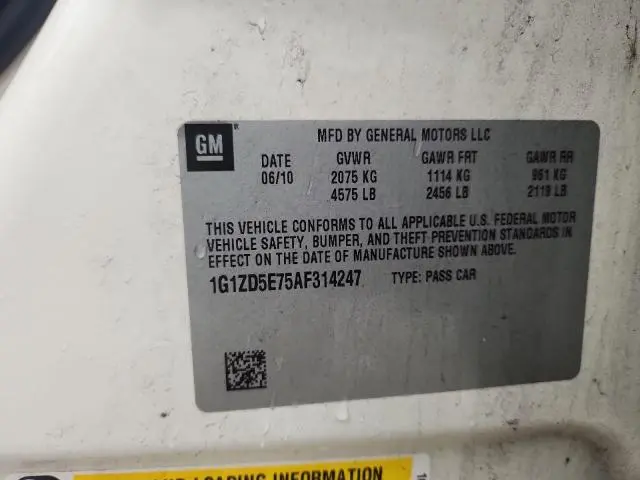 GM
MFD BY GENERAL MOTORS LLC
DATE GVWR GAWR FRT GAWR RR
06/10 2075 KG 1114 KG 961 KG
4575 LB 2456 LB 2119 LB
THIS VEHICLE CONFORMS TO ALL APPLICABLE U.S. FEDERAL MOTOR
VEHICLE SAFETY, BUMPER, AND THEFT PREVENTION STANDARDS IN
EFFECT ON THE DATE OF MANUFACTURE SHOWN ABOVE.
1G1ZD5E75AF314247 TYPE: PASS CAR
LOADING INFORMATION